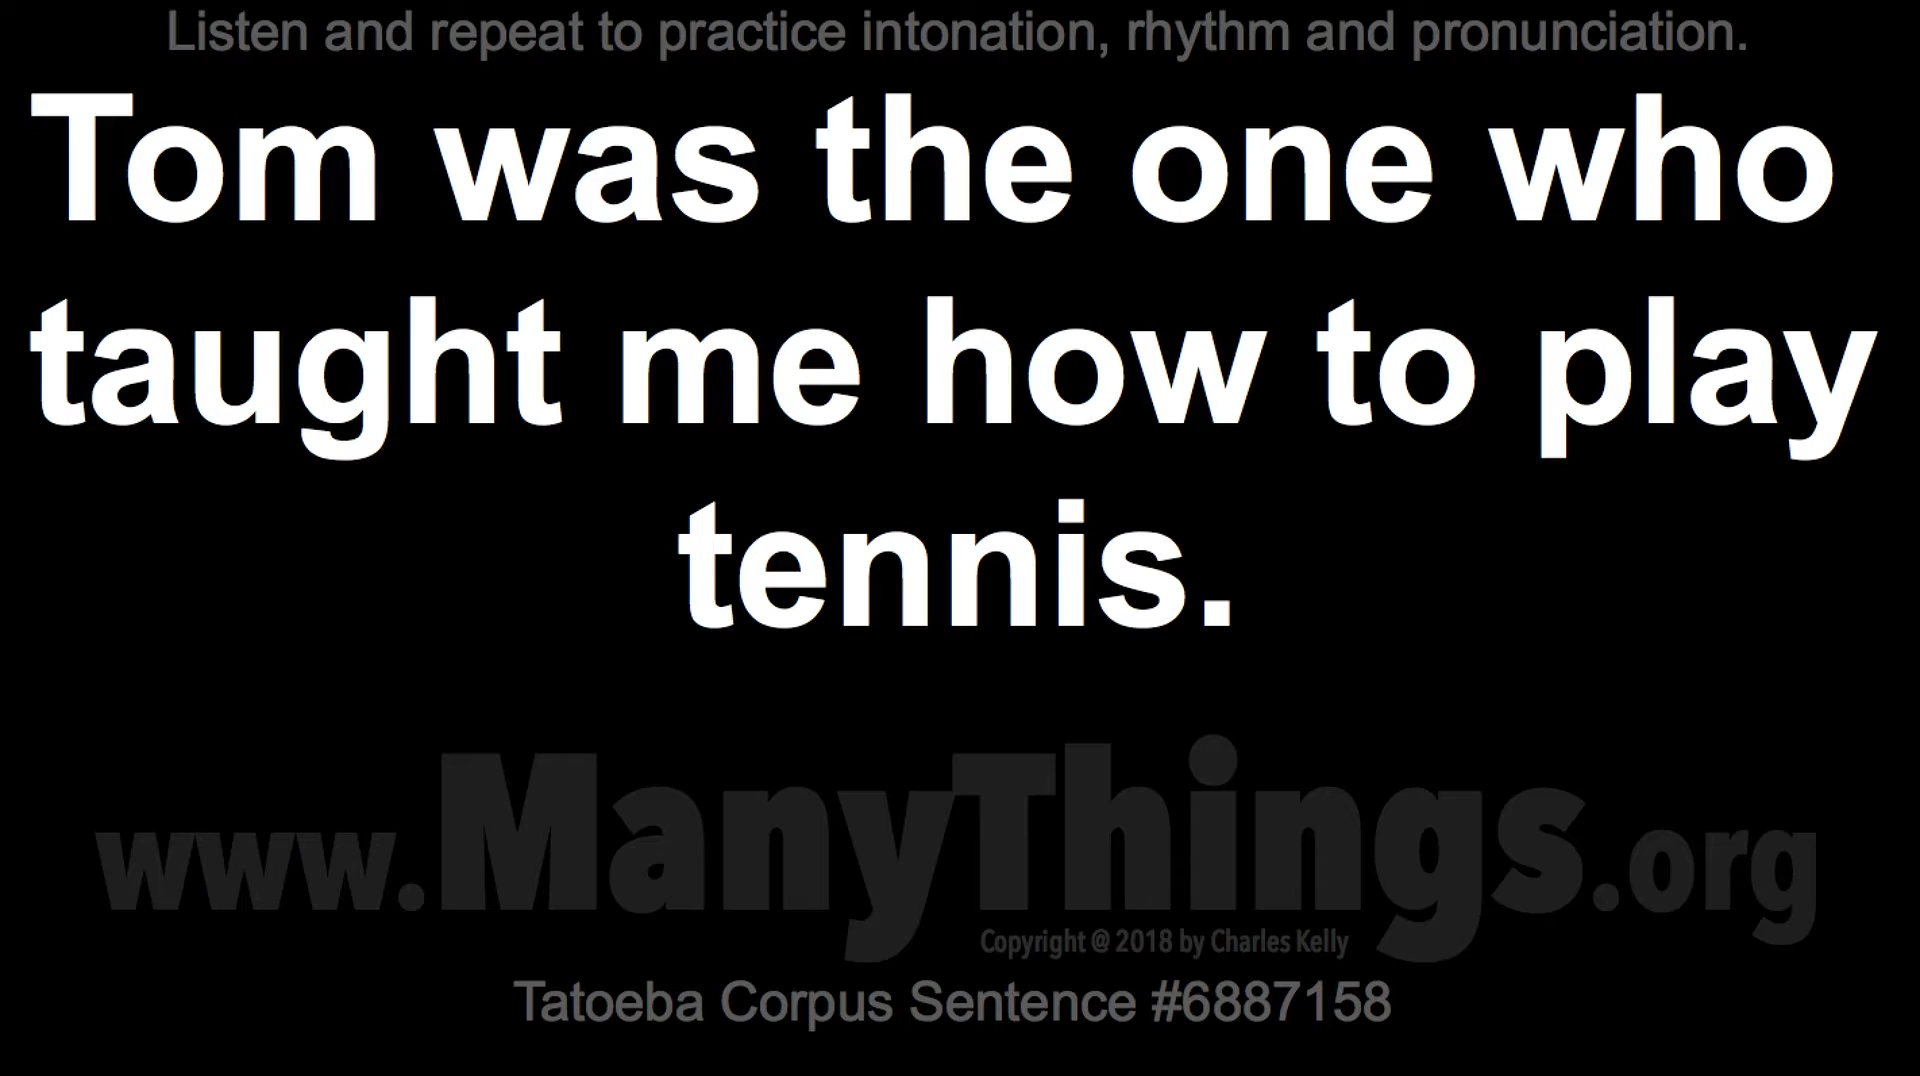 Listen and repeat to practice intonation, rhythm and pronunciation.
Tom was the one who
taught me how to play
tennis.
www.ManyThings.org
Copyright @ 2018 by Charles Kelly
Tatoeba Corpus Sentence #6887158